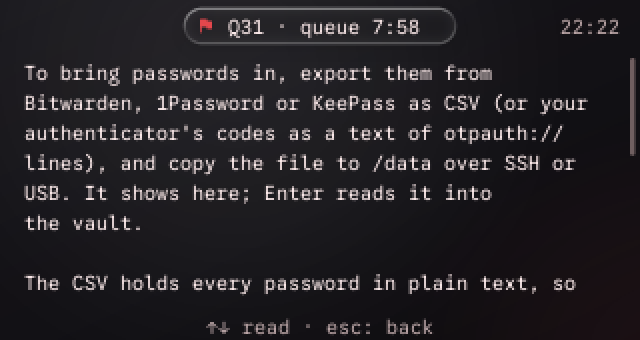 Q31 · queue 7:58
22:22
To bring passwords in, export them from
Bitwarden, 1Password or KeePass as CSV (or your
authenticator's codes as a text of otpauth://
lines), and copy the file to /data over SSH or
USB. It shows here; Enter reads it into
the vault.
The CSV holds every password in plain text, so
↑↓ read · esc: back